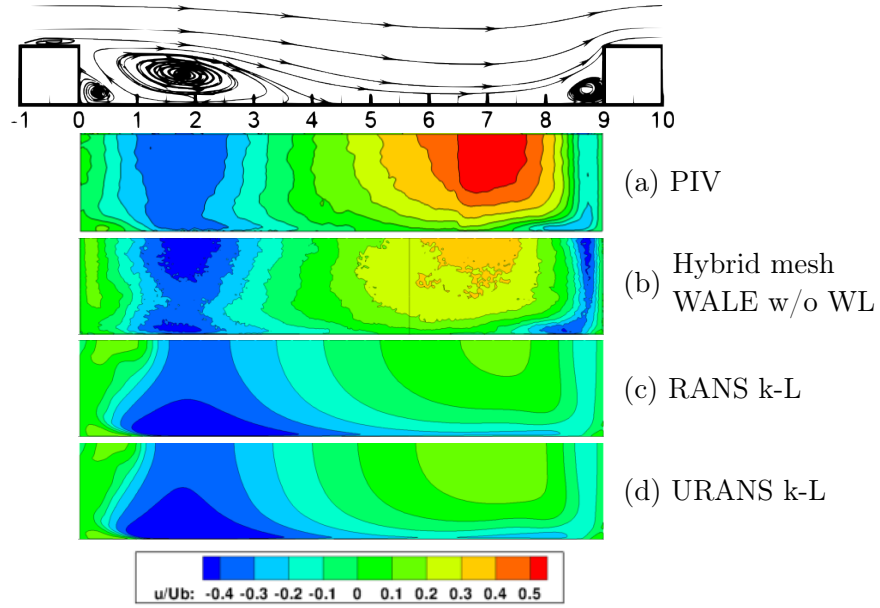 -1 0 1 2 3 4 5 6 7 8 9 10
(a) PIV
(b) Hybrid mesh
WALE w/o WL
(c) RANS k-L
(d) URANS k-L
u/Ub: -0.4 -0.3 -0.2 -0.1 0 0.1 0.2 0.3 0.4 0.5